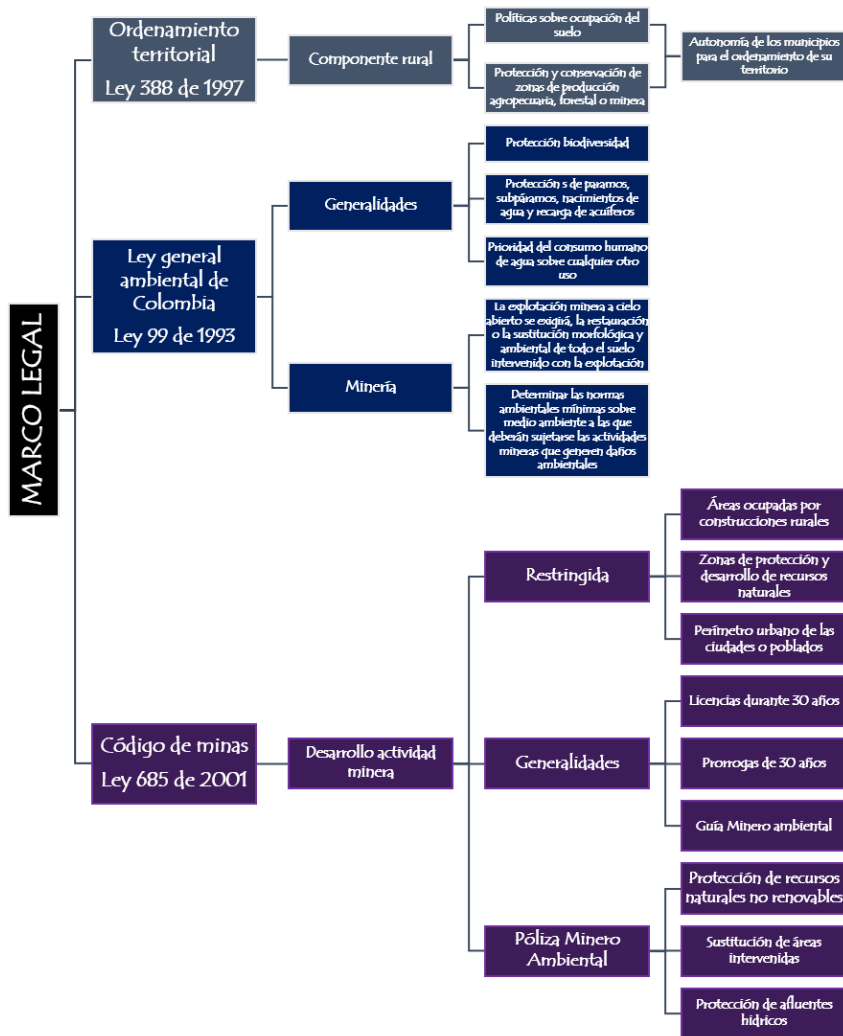 MARCO LEGAL
Ordenamiento
territorial
Ley 388 de 1997
Componente rural
Políticas sobre ocupación del
suelo
Protección y conservación de
zonas de producción
agropecuaria, forestal o minera
Autonomía de los municipios
para el ordenamiento de su
territorio
Ley general
ambiental de
Colombia
Ley 99 de 1993
Generalidades
Protección biodiversidad
Protección s de paramos,
subpáramos, nacimientos de
agua y recarga de acuíferos
Prioridad del consumo humano
de agua sobre cualquier otro
uso
Minería
La explotación minera a cielo
abierto se exigirá, la restauración
o la sustitución morfológica y
ambiental de todo el suelo
intervenido con la explotación
Determinar las normas
ambientales mínimas sobre
medio ambiente a las que
deberán sujetarse las actividades
mineras que generen daños
ambientales
Código de minas
Ley 685 de 2001
Desarrollo actividad
minera
Restringida
Áreas ocupadas por
construcciones rurales
Zonas de protección y
desarrollo de recursos
naturales
Perímetro urbano de las
ciudades o poblados
Generalidades
Licencias durante 30 años
Prorrogas de 30 años
Guía Minero ambiental
Póliza Minero
Ambiental
Protección de recursos
naturales no renovables
Sustitución de áreas
intervenidas
Protección de afluentes
hídricos